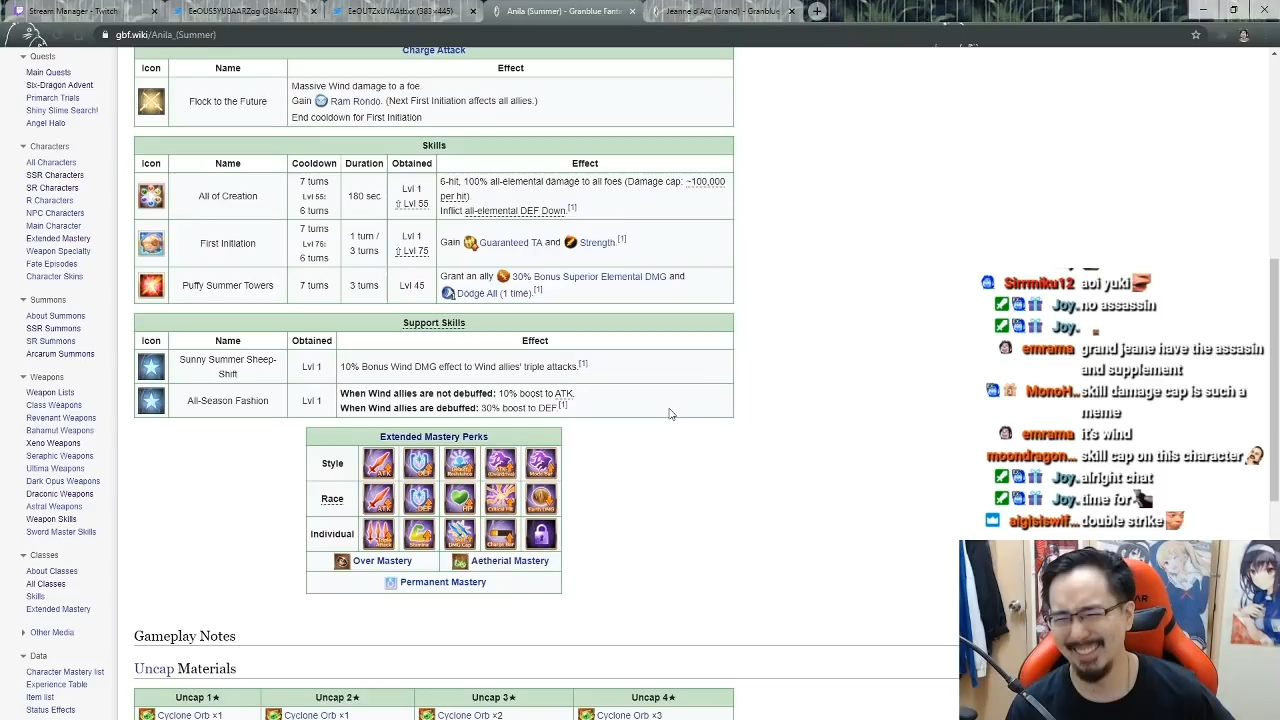 Stream Manager - Twitch
EeOU5YU8AARZog (384×447)
EeDUTZxUYAAtbxx (383×445)
Anila (Summer) - Granblue Fant
Jeanne d'Arc (Grand) - Granblu
gbf.wiki/Anila_(Summer)
Quests
Main Quests
Six-Dragon Advent
Primarch Trials
Shiny Slime Search!
Angel Halo
Characters
All Characters
SSR Characters
SR Characters
R Characters
NPC Characters
Main Character
Extended Mastery
Weapon Specialty
Fate Episodes
Character Skins
Summons
About Summons
SSR Summons
SR Summons
Arcarum Summons
Weapons
Weapon Lists
Class Weapons
Revenant Weapons
Bahamut Weapons
Xeno Weapons
Seraphic Weapons
Ultima Weapons
Dark Opus Weapons
Draconic Weapons
Astral Weapons
Weapon Skills
Sword Master Skills
Classes
About Classes
All Classes
Skills
Extended Mastery
Other Media
Data
Character Mastery list
Experience Table
Item list
Status Effects
Charge Attack
Icon Name Effect
Flock to the Future
Massive Wind damage to a foe.
Gain Ram Rondo. (Next First Initiation affects all allies.)
End cooldown for First Initiation
Skills
Icon Name Cooldown Duration Obtained Effect
All of Creation
7 turns
Lvl 55:
6 turns
180 sec
Lvl 1
⇧ Lvl 55
6-hit, 100% all-elemental damage to all foes (Damage cap: ~100,000
per hit).
Inflict all-elemental DEF Down.[1]
First Initiation
7 turns
Lvl 75:
6 turns
1 turn /
3 turns
Lvl 1
⇧ Lvl 75
Gain Guaranteed TA and Strength.[1]
Puffy Summer Towers
7 turns
Lvl 45
Grant an ally 30% Bonus Superior Elemental DMG and
Dodge All (1 time).[1]
Support Skills
Icon Name Obtained Effect
Sunny Summer Sheep-
Shift
Lvl 1
10% Bonus Wind DMG effect to Wind allies' triple attacks.[1]
All-Season Fashion
Lvl 1
When Wind allies are not debuffed: 10% boost to ATK.
When Wind allies are debuffed: 30% boost to DEF.[1]
Extended Mastery Perks
Style
Race
Individual
Over Mastery
Aetherial Mastery
Permanent Mastery
Gameplay Notes
Uncap Materials
Uncap 1★ Uncap 2★ Uncap 3★ Uncap 4★
Cyclone Orb ×1 Cyclone Orb ×1 Cyclone Orb ×2 Cyclone Orb ×3
Sirrmiku12 aoi yuki
Joy. no assassin
Joy.
emrama grand jeane have the assasin
and supplement
MonoH.. skill damage cap is such a
meme
emrama it's wind
moondragon... skill cap on this character
Joy. alright chat
Joy. time for
aigisiswif... double strike